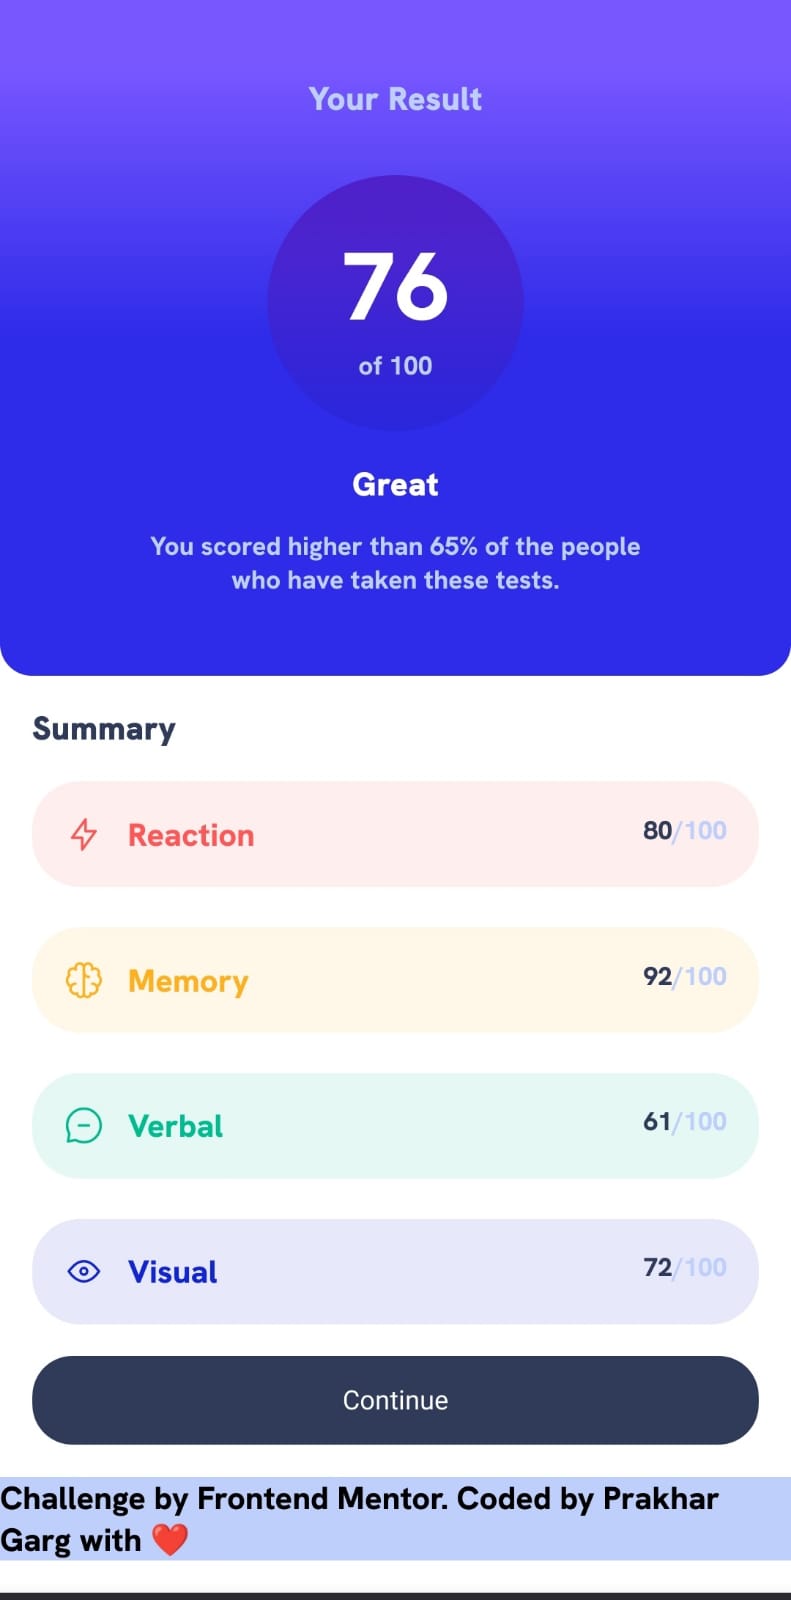 Your Result
76
of 100
Great
You scored higher than 65% of the people
who have taken these tests.
Summary
Reaction 80/100
Memory 92/100
Verbal 61/100
Visual 72/100
Continue
Challenge by Frontend Mentor. Coded by Prakhar
Garg with ❤️